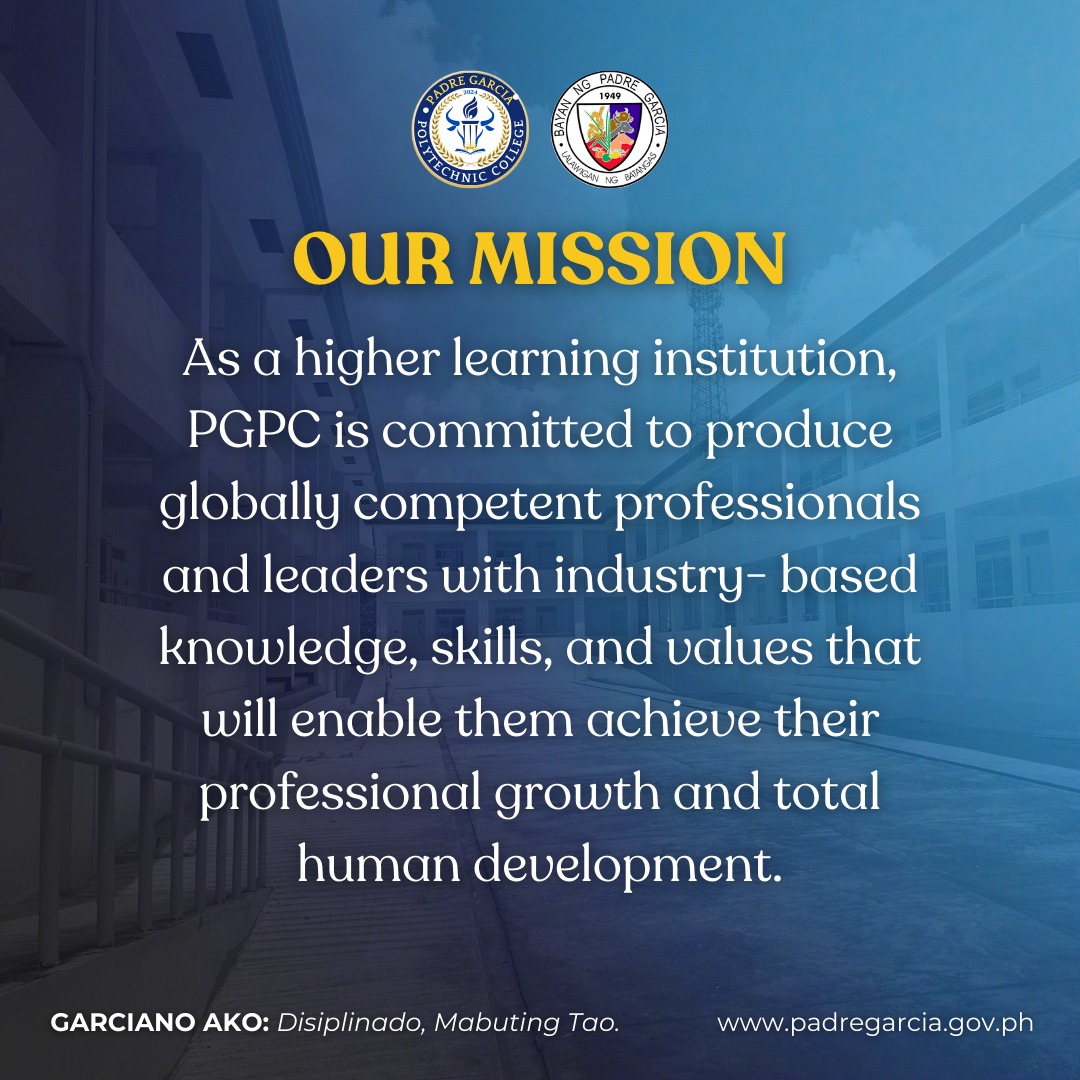 PADRE GARCIA
2024
POLYTECHNIC COLLEGE
BAYAN NG PADRE GARCIA
1949
LALAWIGAN NG BATANGAS
OUR MISSION
As a higher learning institution,
PGPC is committed to produce
globally competent professionals
and leaders with industry- based
knowledge, skills, and values that
will enable them achieve their
professional growth and total
human development.
GARCIANO AKO: Disiplinado, Mabuting Tao.
www.padregarcia.gov.ph